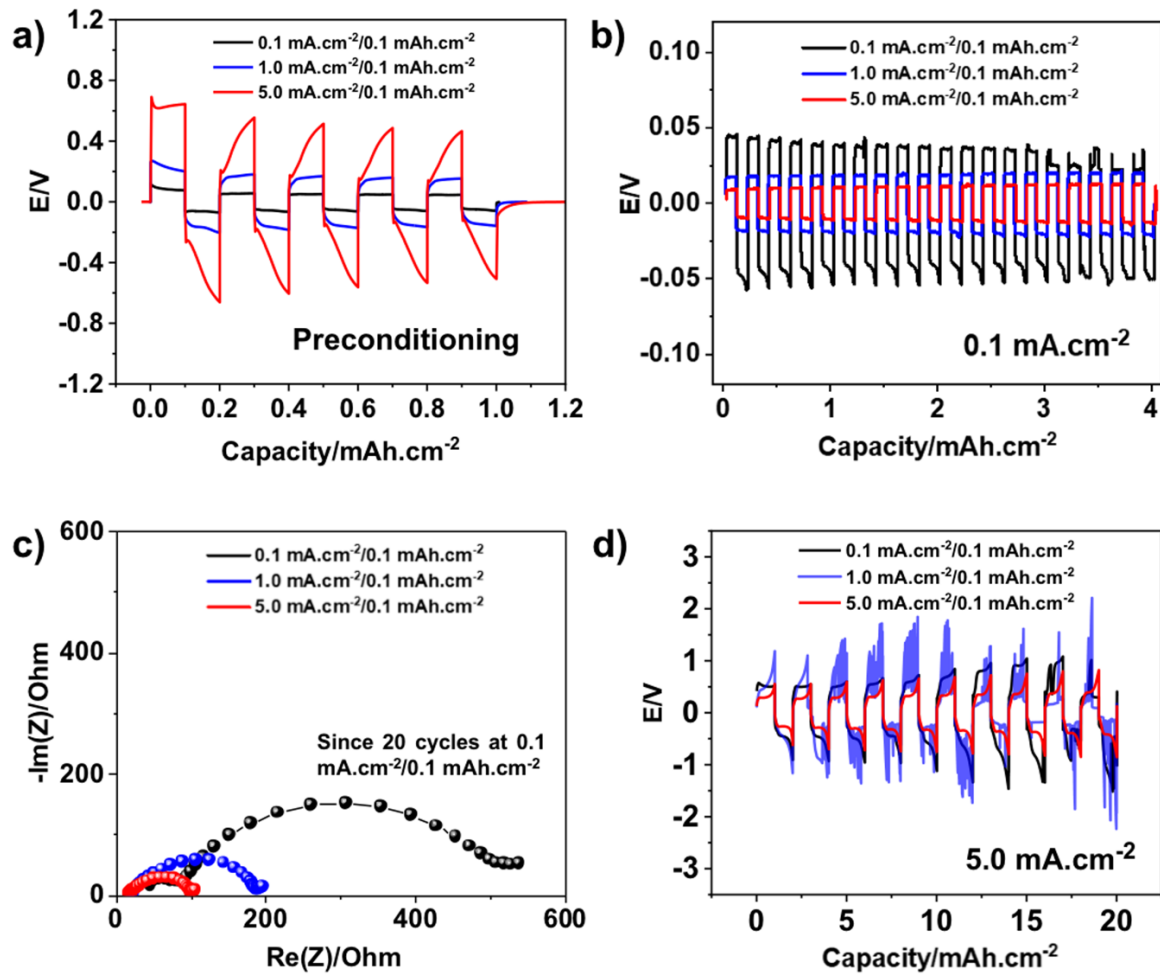 a)
0.1 mA.cm⁻²/0.1 mAh.cm⁻²
1.0 mA.cm⁻²/0.1 mAh.cm⁻²
5.0 mA.cm⁻²/0.1 mAh.cm⁻²
E/V
1.2
0.8
0.4
0.0
-0.4
-0.8
-1.2
Preconditioning
0.0 0.2 0.4 0.6 0.8 1.0 1.2
Capacity/mAh.cm⁻²
b)
0.1 mA.cm⁻²/0.1 mAh.cm⁻²
1.0 mA.cm⁻²/0.1 mAh.cm⁻²
5.0 mA.cm⁻²/0.1 mAh.cm⁻²
E/V
0.10
0.05
0.00
-0.05
-0.10
0.1 mA.cm⁻²
0 1 2 3 4
Capacity/mAh.cm⁻²
c)
0.1 mA.cm⁻²/0.1 mAh.cm⁻²
1.0 mA.cm⁻²/0.1 mAh.cm⁻²
5.0 mA.cm⁻²/0.1 mAh.cm⁻²
-Im(Z)/Ohm
600
400
200
0
Since 20 cycles at 0.1
mA.cm⁻²/0.1 mAh.cm⁻²
0 200 400 600
Re(Z)/Ohm
d)
0.1 mA.cm⁻²/0.1 mAh.cm⁻²
1.0 mA.cm⁻²/0.1 mAh.cm⁻²
5.0 mA.cm⁻²/0.1 mAh.cm⁻²
E/V
3
2
1
0
-1
-2
-3
5.0 mA.cm⁻²
0 5 10 15 20
Capacity/mAh.cm⁻²